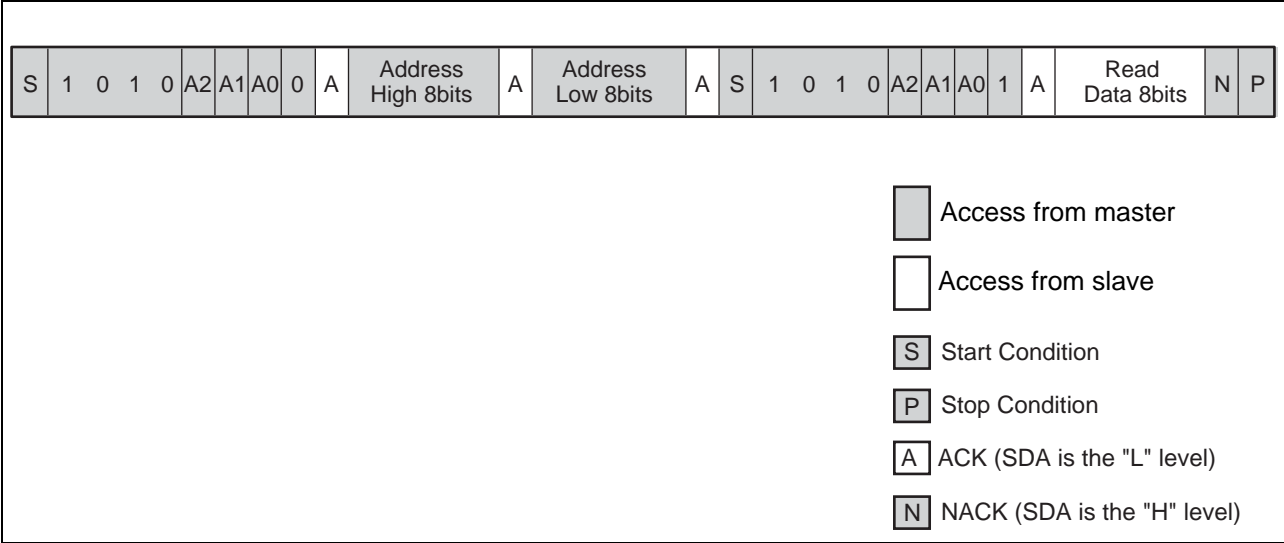 S 1 0 1 0 A2 A1 A0 0 A Address High 8bits A Address Low 8bits A S 1 0 1 0 A2 A1 A0 1 A Read Data 8bits N P
Access from master
Access from slave
S Start Condition
P Stop Condition
A ACK (SDA is the "L" level)
N NACK (SDA is the "H" level)